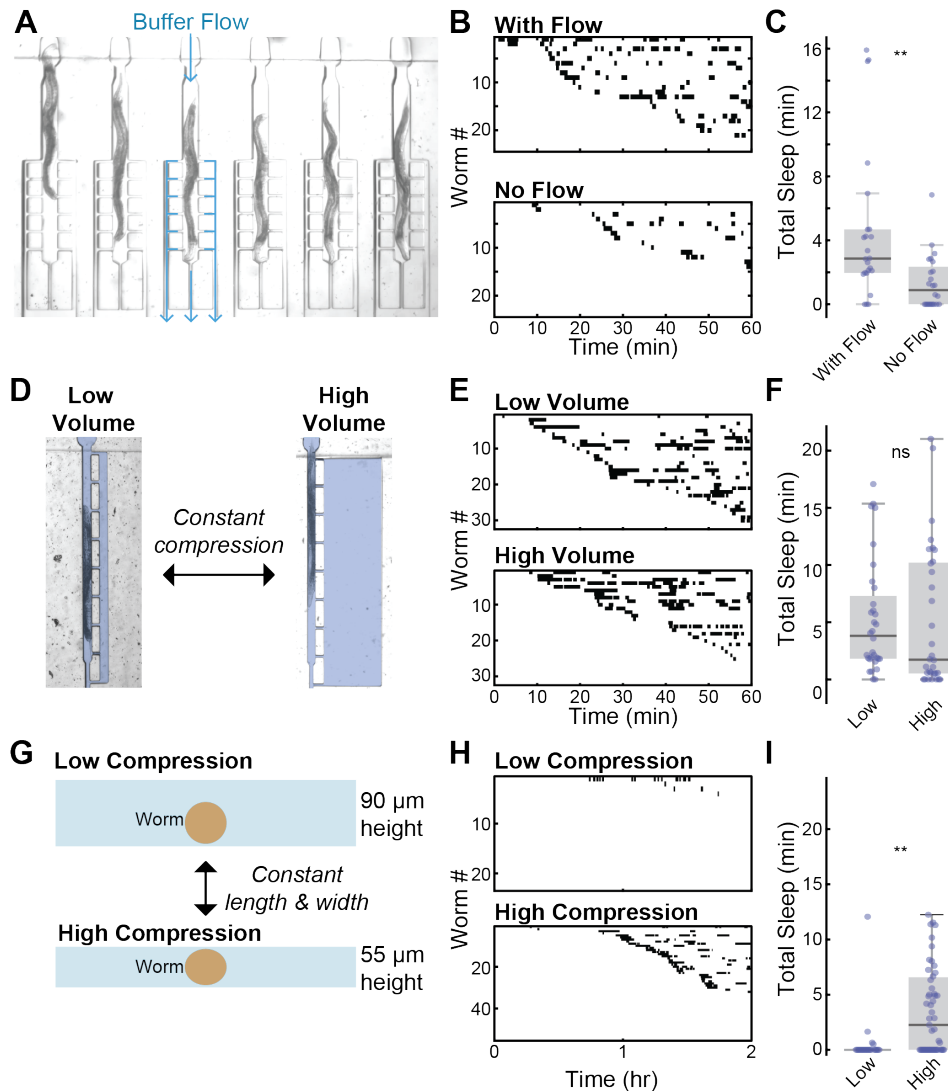 A
Buffer Flow
B
With Flow
10
20
No Flow
10
20
Worm #
0 10 20 30 40 50 60
Time (min)
C
**
16
12
8
4
0
Total Sleep (min)
With Flow
No Flow
D
Low
Volume
High
Volume
Constant
compression
E
Low Volume
10
20
30
High Volume
10
20
30
Worm #
0 10 20 30 40 50 60
Time (min)
F
ns
20
15
10
5
0
Total Sleep (min)
Low
High
G
Low Compression
Worm
90 µm
height
Constant
length & width
High Compression
Worm
55 µm
height
H
Low Compression
10
20
High Compression
20
40
Worm #
0 1 2
Time (hr)
I
**
20
15
10
5
0
Total Sleep (min)
Low
High